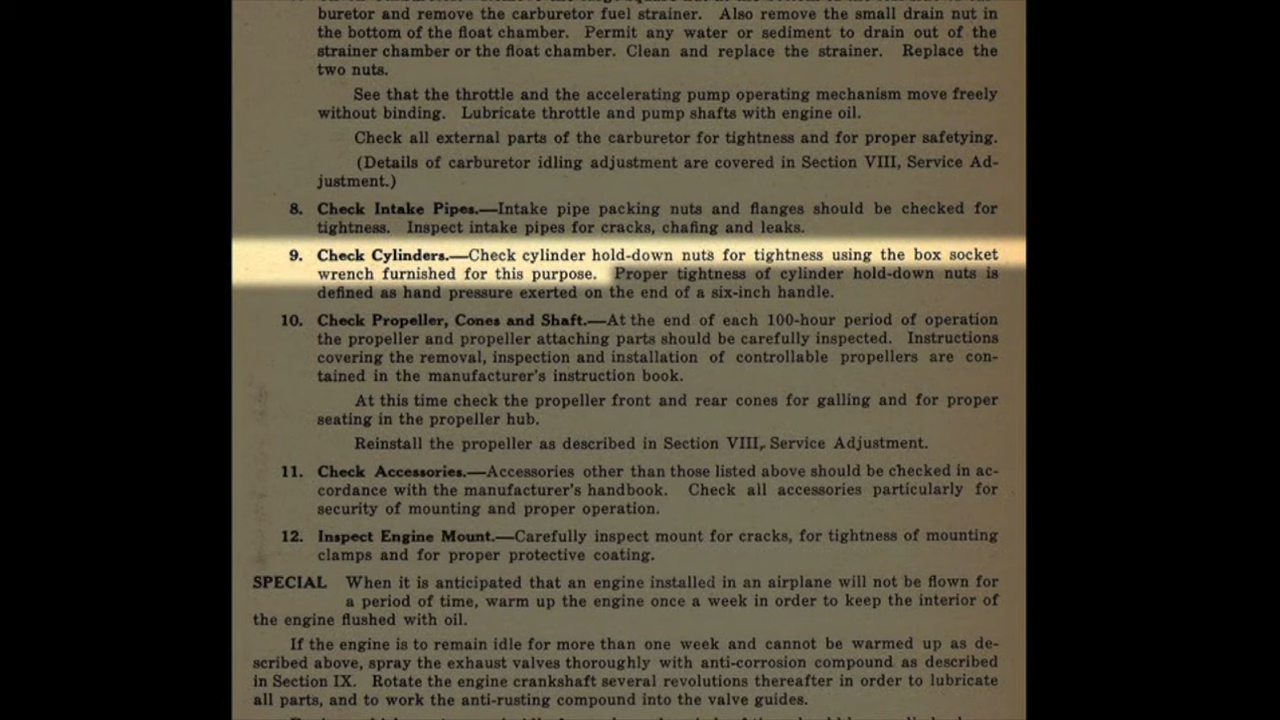 buretor and remove the carburetor fuel strainer. Also remove the small drain nut in
the bottom of the float chamber. Permit any water or sediment to drain out of the
strainer chamber or the float chamber. Clean and replace the strainer. Replace the
two nuts.
See that the throttle and the accelerating pump operating mechanism move freely
without binding. Lubricate throttle and pump shafts with engine oil.
Check all external parts of the carburetor for tightness and for proper safetying.
(Details of carburetor idling adjustment are covered in Section VIII, Service Ad-
justment.)
8. Check Intake Pipes.—Intake pipe packing nuts and flanges should be checked for
tightness. Inspect intake pipes for cracks, chafing and leaks.
9. Check Cylinders.—Check cylinder hold-down nuts for tightness using the box socket
wrench furnished for this purpose. Proper tightness of cylinder hold-down nuts is
defined as hand pressure exerted on the end of a six-inch handle.
10. Check Propeller, Cones and Shaft.—At the end of each 100-hour period of operation
the propeller and propeller attaching parts should be carefully inspected. Instructions
covering the removal, inspection and installation of controllable propellers are con-
tained in the manufacturer's instruction book.
At this time check the propeller front and rear cones for galling and for proper
seating in the propeller hub.
Reinstall the propeller as described in Section VIII, Service Adjustment.
11. Check Accessories.—Accessories other than those listed above should be checked in ac-
cordance with the manufacturer's handbook. Check all accessories particularly for
security of mounting and proper operation.
12. Inspect Engine Mount.—Carefully inspect mount for cracks, for tightness of mounting
clamps and for proper protective coating.
SPECIAL When it is anticipated that an engine installed in an airplane will not be flown for
a period of time, warm up the engine once a week in order to keep the interior of
the engine flushed with oil.
If the engine is to remain idle for more than one week and cannot be warmed up as de-
scribed above, spray the exhaust valves thoroughly with anti-corrosion compound as described
in Section IX. Rotate the engine crankshaft several revolutions thereafter in order to lubricate
all parts, and to work the anti-rusting compound into the valve guides.